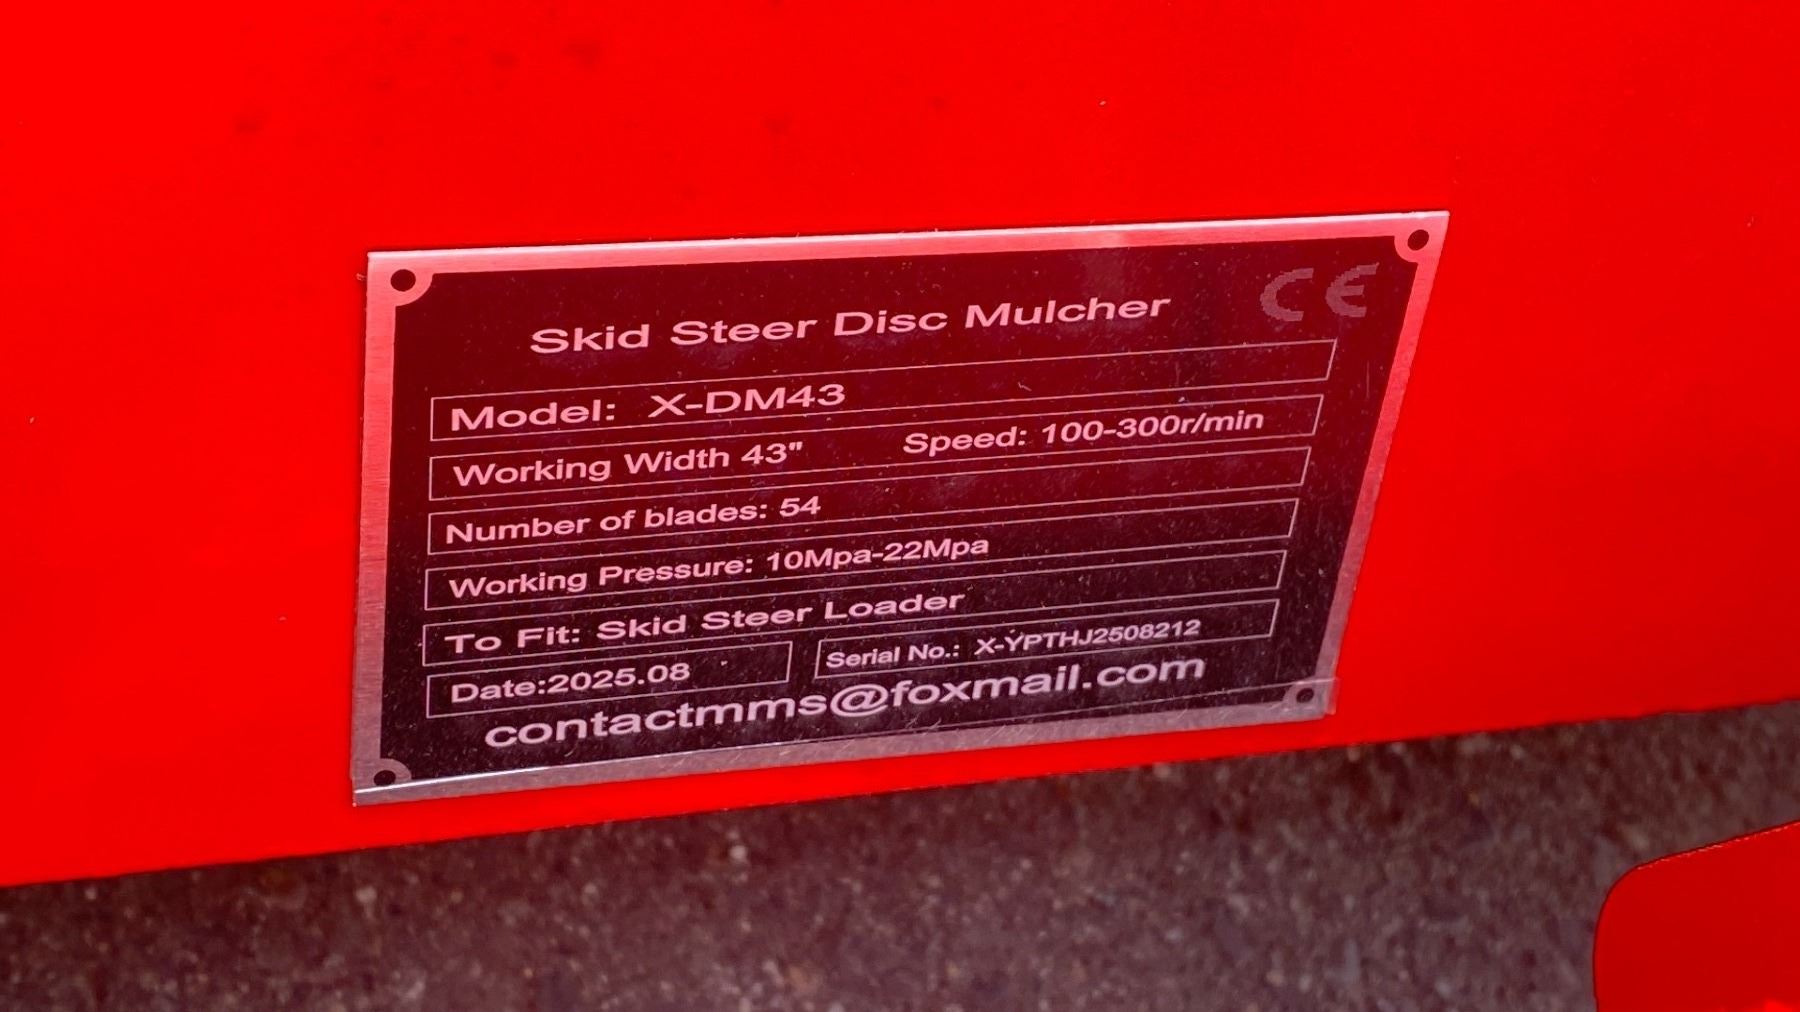 Skid Steer Disc Mulcher CE
Model: X-DM43
Working Width 43" Speed: 100-300r/min
Number of blades: 54
Working Pressure: 10Mpa-22Mpa
To Fit: Skid Steer Loader
Date:2025.08 Serial No.: X-YPTHJ2508212
contactmms@foxmail.com